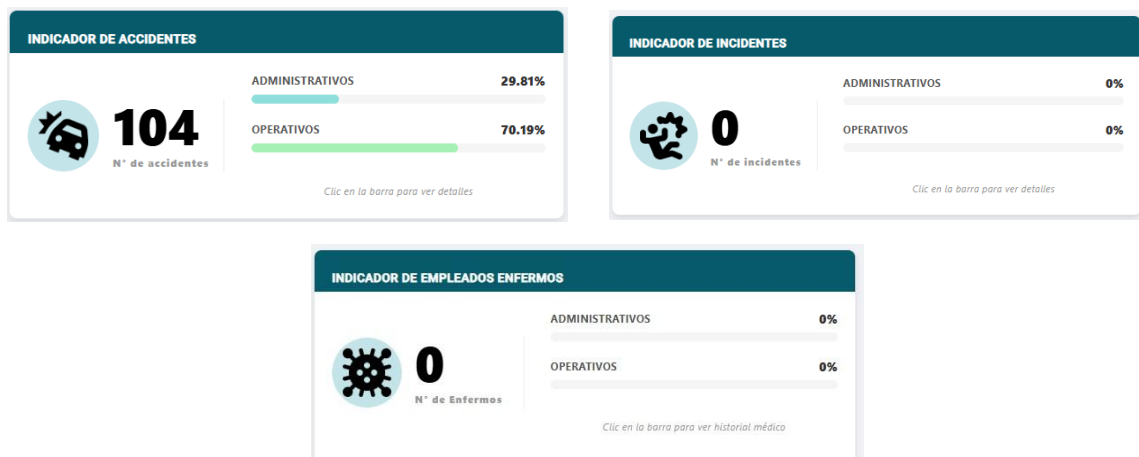 INDICADOR DE ACCIDENTES
ADMINISTRATIVOS 29.81%
104
N° de accidentes
OPERATIVOS 70.19%
Clic en la barra para ver detalles
INDICADOR DE INCIDENTES
ADMINISTRATIVOS 0%
0
N° de incidentes
OPERATIVOS 0%
Clic en la barra para ver detalles
INDICADOR DE EMPLEADOS ENFERMOS
ADMINISTRATIVOS 0%
0
N° de Enfermos
OPERATIVOS 0%
Clic en la barra para ver historial médico